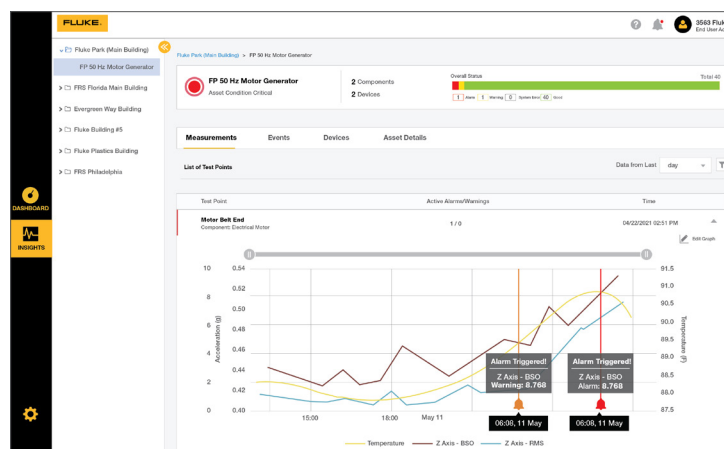 FLUKE
3563 Fluk
End User Ac
Fluke Park (Main Building)
FP 50 Hz Motor Generator
FRS Florida Main Building
Evergreen Way Building
Fluke Building #5
Fluke Plastics Building
FRS Philadelphia
DASHBOARD
INSIGHTS
Fluke Park (Main Building) > FP 50 Hz Motor Generator
FP 50 Hz Motor Generator
Asset Condition Critical
2 Components
2 Devices
Overall Status
Total 40
1 Alarm 1 Warning 0 System Error 40 Good
Measurements Events Devices Asset Details
List of Test Points
Data from Last day
Test Point Active Alarms/Warnings Time
Motor Belt End
Component: Electrical Motor
1 / 0
04/22/2021 02:51 PM
Edit Graph
10 0.54 91.5
0.52 91.0
8 90.5
0.50
6 0.48 90.0
89.5
0.46
4 89.0
0.44
88.5
2 0.42 88.0
0 0.40 87.5
Acceleration (g)
Temperature (F)
Alarm Triggered!
Z Axis - BSO
Warning: 8.768
06:08, 11 May
Alarm Triggered!
Z Axis - BSO
Alarm: 8.768
06:08, 11 May
15:00 18:00 May 11
Temperature Z Axis - BSO Z Axis - RMS